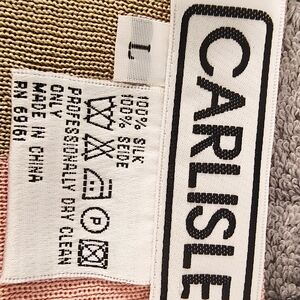 CARLISLE
L
100% SILK
100% SEIDE
PROFESSIONALLY DRY CLEAN
ONLY
MADE IN CHINA
RN 69161